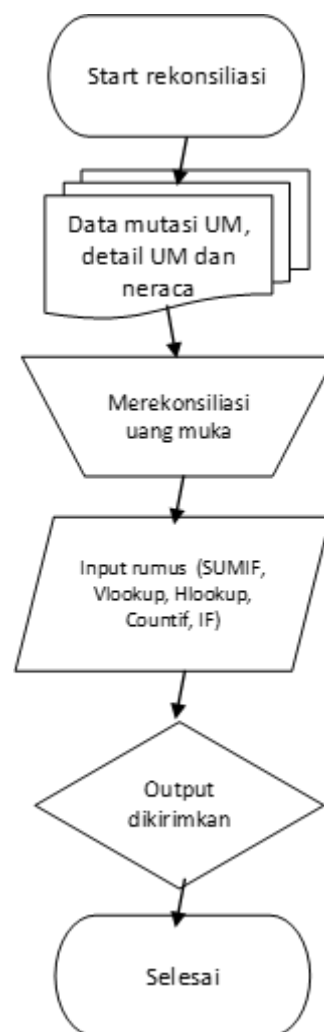 Start rekonsiliasi
Data mutasi UM,
detail UM dan
neraca
Merekonsiliasi
uang muka
Input rumus (SUMIF,
Vlookup, Hlookup,
Countif, IF)
Output
dikirimkan
Selesai